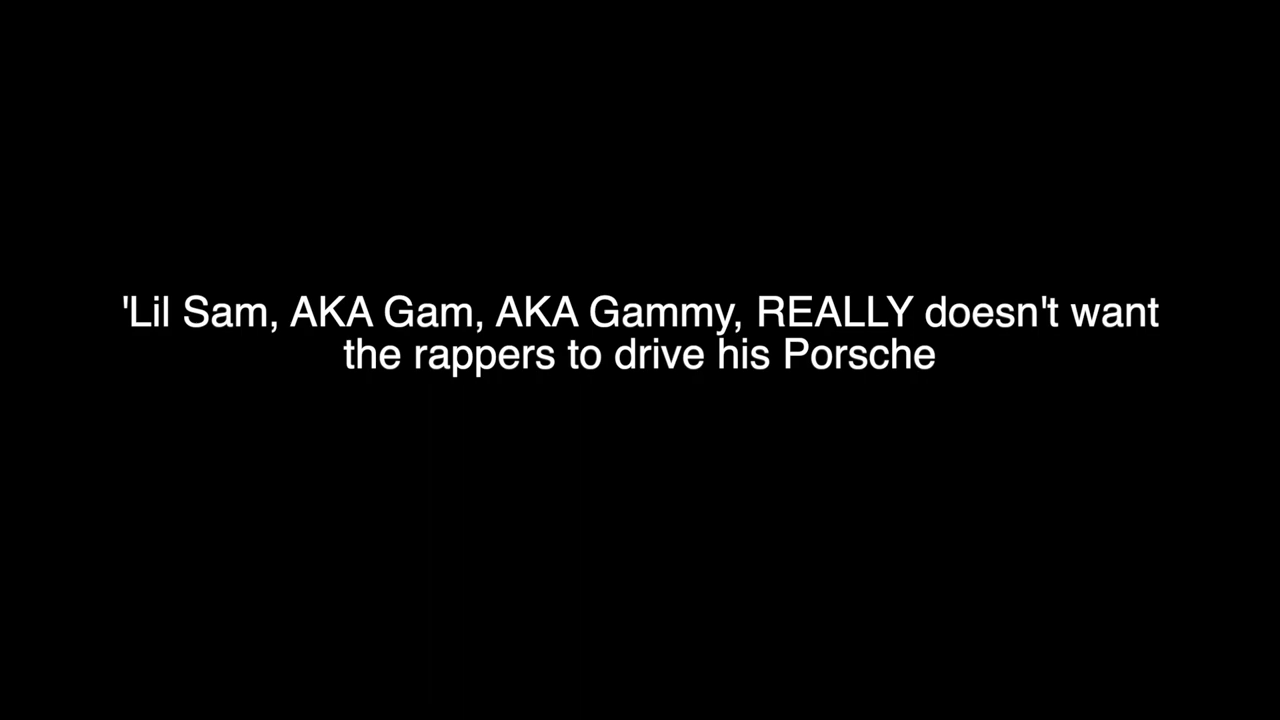 'Lil Sam, AKA Gam, AKA Gammy, REALLY doesn't want
the rappers to drive his Porsche